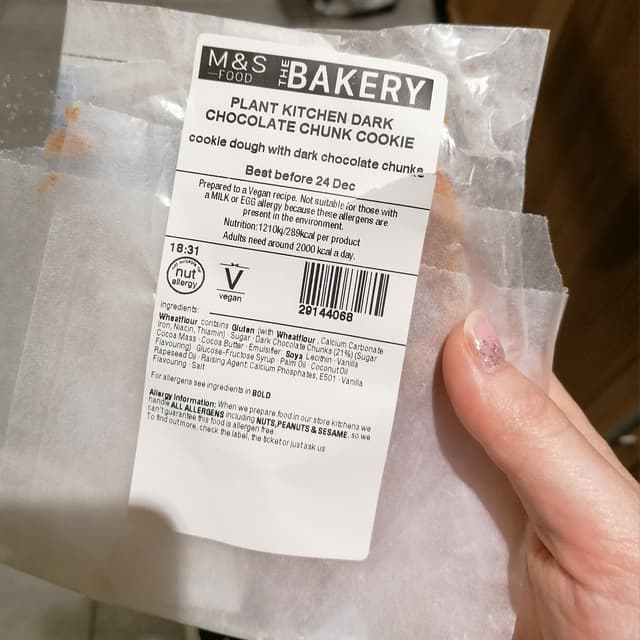 M&S
FOOD
THE BAKERY
PLANT KITCHEN DARK
CHOCOLATE CHUNK COOKIE
cookie dough with dark chocolate chunks
Best before 24 Dec
Prepared to a Vegan recipe. Not suitable for those with
a MILK or EGG allergy because these allergens are
present in the environment.
Nutrition:1210kj/289kcal per product
Adults need around 2000 kcal a day.
18:31
not suitable for
nut
allergy
V
vegan
29144068
Ingredients:
Wheatflour contains Gluten (with Wheatflour, Calcium Carbonate
Iron, Niacin, Thiamin) · Sugar · Dark Chocolate Chunks (21%) (Sugar
Cocoa Mass · Cocoa Butter · Emulsifier: Soya Lecithin · Vanilla
Flavouring) · Glucose-Fructose Syrup · Palm Oil · Coconut Oil
Rapeseed Oil · Raising Agent: Calcium Phosphates, E501 · Vanilla
Flavouring · Salt
For allergens see ingredients in BOLD
Allergy Information: When we prepare food in our store kitchens we
handle ALL ALLERGENS including NUTS, PEANUTS & SESAME, so we
can't guarantee this food is allergen free.
To find out more, check the label, the ticket or just ask us